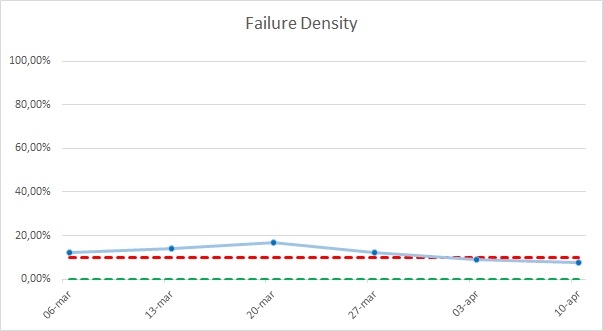 Failure Density
100,00%
80,00%
60,00%
40,00%
20,00%
0,00%
06-mar
13-mar
20-mar
27-mar
03-apr
10-apr